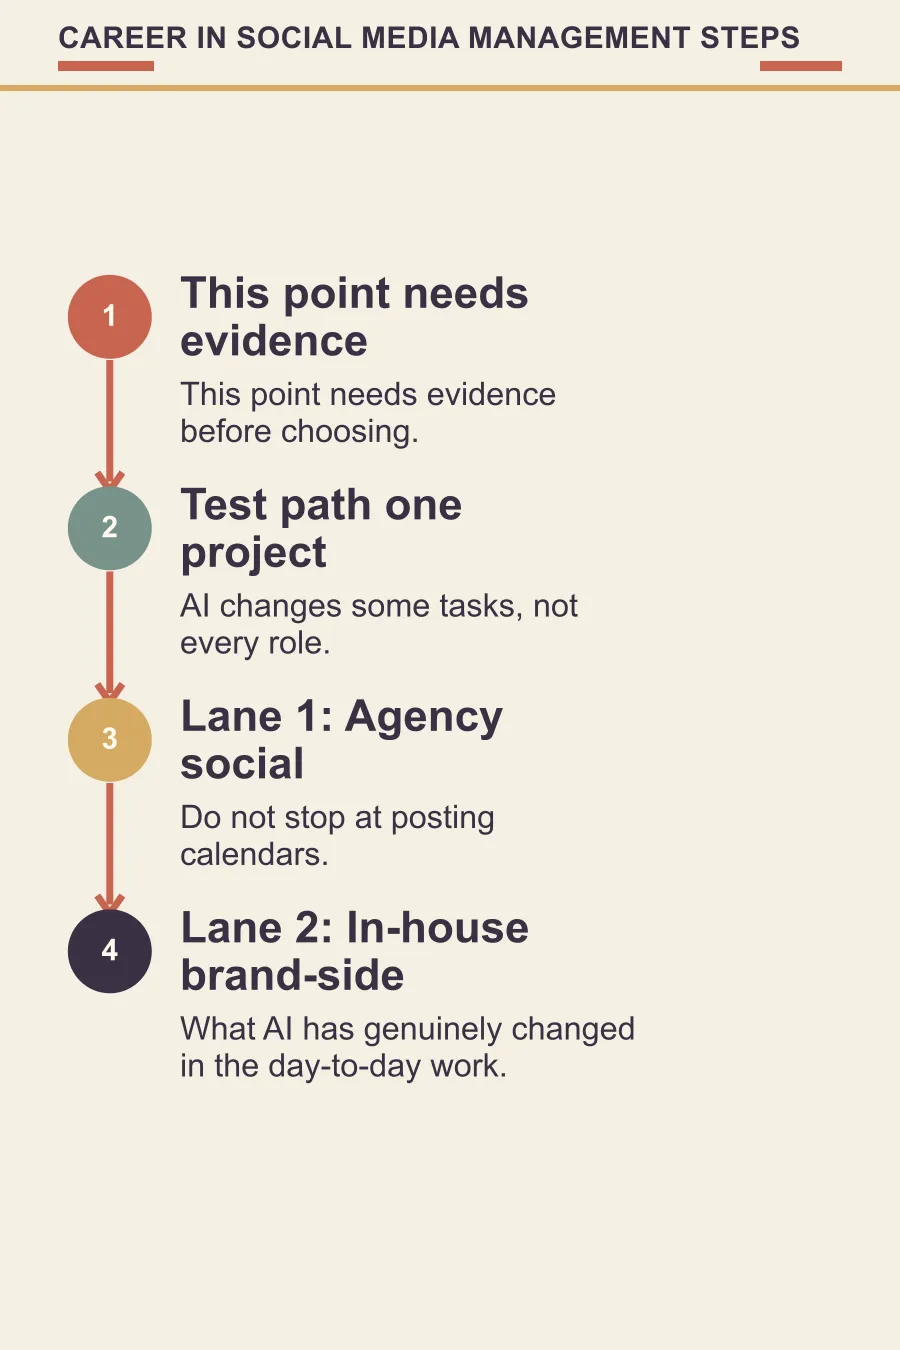 CAREER IN SOCIAL MEDIA MANAGEMENT STEPS
1
This point needs
evidence
This point needs evidence
before choosing.
2
Test path one
project
AI changes some tasks, not
every role.
3
Lane 1: Agency
social
Do not stop at posting
calendars.
4
Lane 2: In-house
brand-side
What AI has genuinely changed
in the day-to-day work.